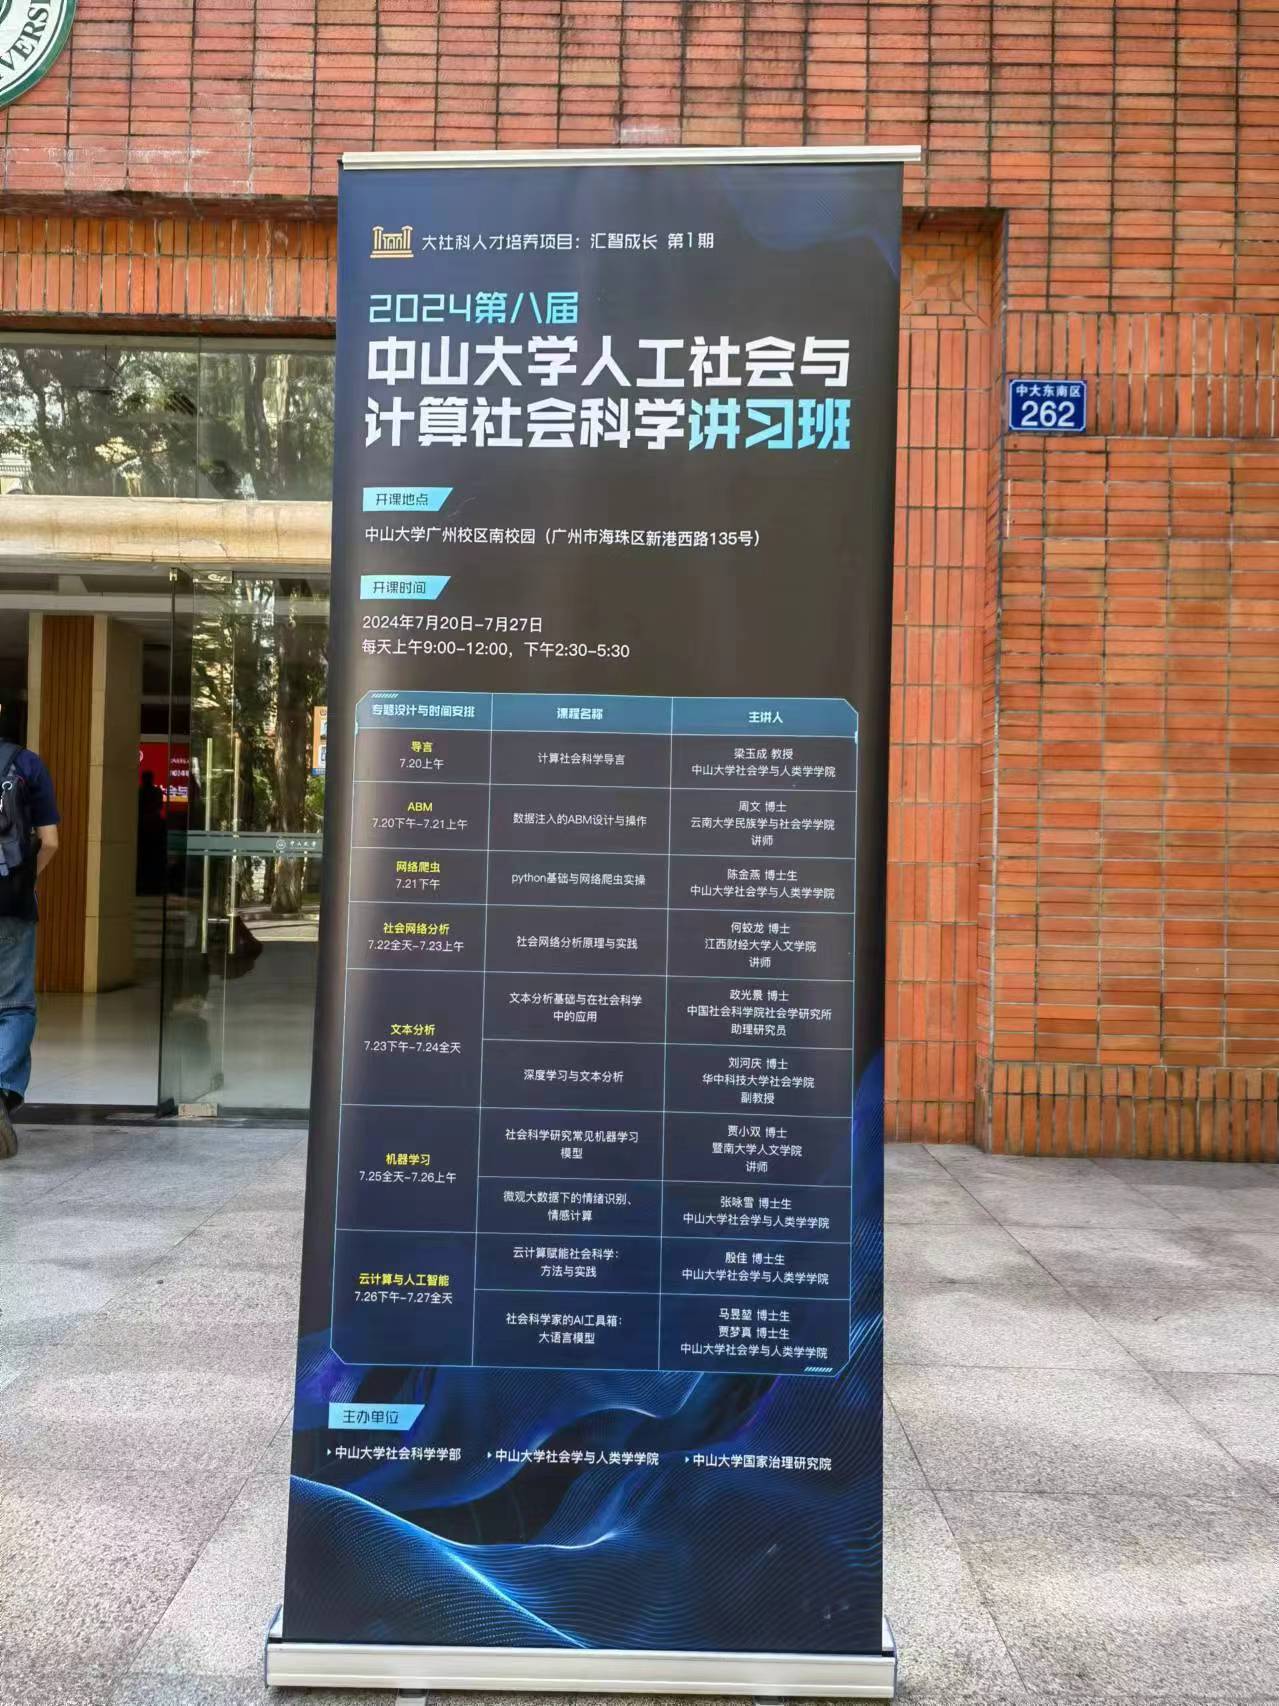 VERSI
大社科人才培养项目：汇智成长 第1期
2024第八届
中山大学人工社会与
计算社会科学讲习班
中大东南区
262
开课地点
中山大学广州校区南校园（广州市海珠区新港西路135号）
开课时间
2024年7月20日-7月27日
每天上午9:00-12:00，下午2:30-5:30
专题设计与时间安排
课程名称
主讲人
导言
7.20上午
计算社会科学导言
梁玉成 教授
中山大学社会学与人类学学院
ABM
7.20下午-7.21上午
数据注入的ABM设计与操作
周文 博士
云南大学民族学与社会学学院
讲师
网络爬虫
7.21下午
python基础与网络爬虫实操
陈金燕 博士生
中山大学社会学与人类学学院
社会网络分析
7.22全天-7.23上午
社会网络分析原理与实践
何蛟龙 博士
江西财经大学人文学院
讲师
文本分析
7.23下午-7.24全天
文本分析基础与在社会科学
中的应用
政光景 博士
中国社会科学院社会学研究所
助理研究员
深度学习与文本分析
刘河庆 博士
华中科技大学社会学院
副教授
机器学习
7.25全天-7.26上午
社会科学研究常见机器学习
模型
贾小双 博士
暨南大学人文学院
讲师
微观大数据下的情绪识别、
情感计算
张咏雪 博士生
中山大学社会学与人类学学院
云计算与人工智能
7.26下午-7.27全天
云计算赋能社会科学：
方法与实践
殷佳 博士生
中山大学社会学与人类学学院
社会科学家的AI工具箱：
大语言模型
马昱堃 博士生
贾梦真 博士生
中山大学社会学与人类学学院
主办单位
中山大学社会科学学部
中山大学社会学与人类学学院
中山大学国家治理研究院
中山大学